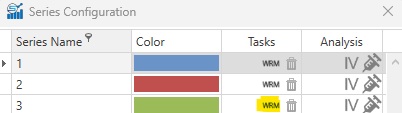 Series Configuration
Series Name Color Tasks Analysis
1 WRM IV
2 WRM IV
3 WRM IV